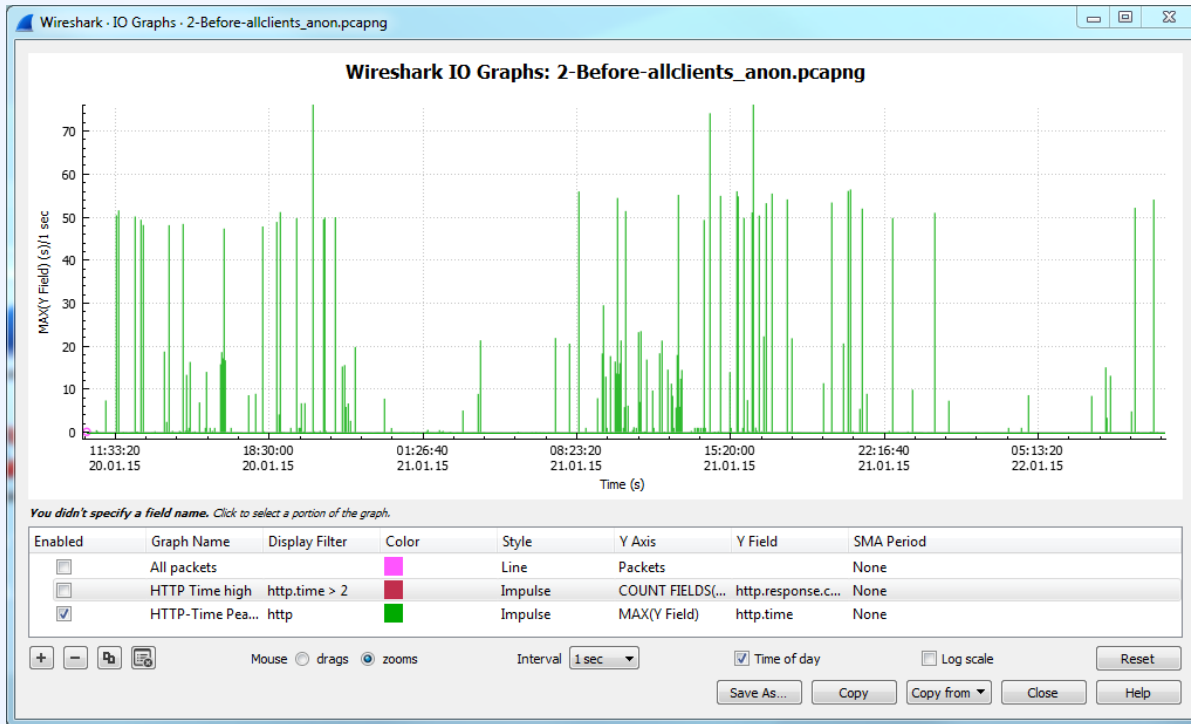 Wireshark · IO Graphs · 2-Before-allclients_anon.pcapng
Wireshark IO Graphs: 2-Before-allclients_anon.pcapng
MAX(Y Field) (s)/1 sec
70
60
50
40
30
20
10
0
11:33:20 18:30:00 01:26:40 08:23:20 15:20:00 22:16:40 05:13:20
20.01.15 20.01.15 21.01.15 21.01.15 21.01.15 21.01.15 22.01.15
Time (s)
You didn't specify a field name. Click to select a portion of the graph.
Enabled Graph Name Display Filter Color Style Y Axis Y Field SMA Period
All packets Line Packets None
HTTP Time high http.time > 2 Impulse COUNT FIELDS(... http.response.c... None
HTTP-Time Pea... http Impulse MAX(Y Field) http.time None
Mouse drags zooms Interval 1 sec Time of day Log scale Reset
Save As... Copy Copy from Close Help